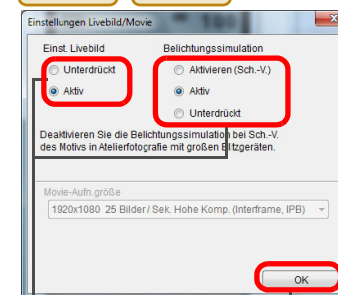 Einstellungen Livebild/Movie
Einst. Livebild
Belichtungssimulation
Unterdrückt
Aktivieren (Sch.-V.)
Aktiv
Aktiv
Unterdrückt
Deaktivieren Sie die Belichtungssimulation bei Sch.-V.
des Motivs in Atelierfotografie mit großen Blitzgeräten.
Movie-Aufn.größe
1920x1080 25 Bilder/ Sek. Hohe Komp. (Interframe, IPB)
OK